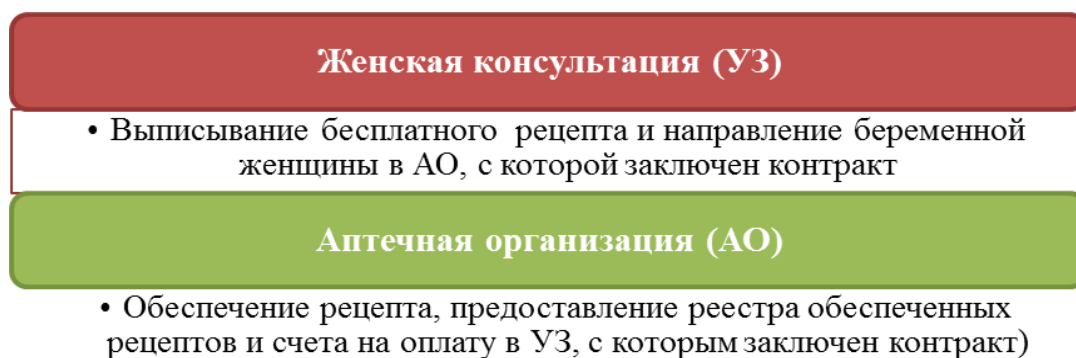 Женская консультация (УЗ)
• Выписывание бесплатного рецепта и направление беременной
женщины в АО, с которой заключен контракт
Аптечная организация (АО)
• Обеспечение рецепта, предоставление реестра обеспеченных
рецептов и счета на оплату в УЗ, с которым заключен контракт)